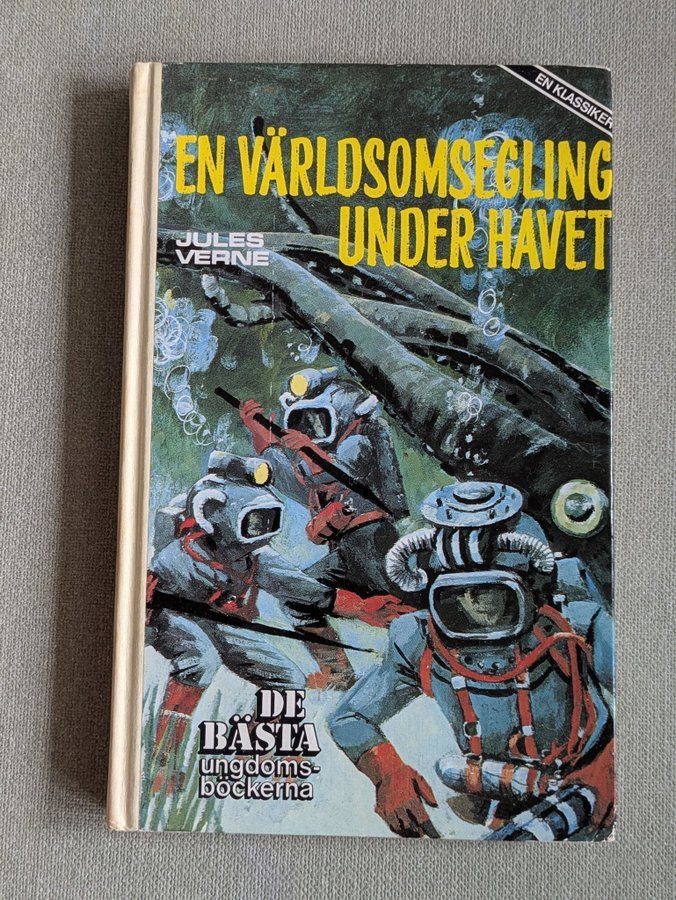 EN KLASSIKER
EN VÄRLDSOMSEGLING
UNDER HAVET
JULES
VERNE
DE
BÄSTA
ungdoms-
böckerna